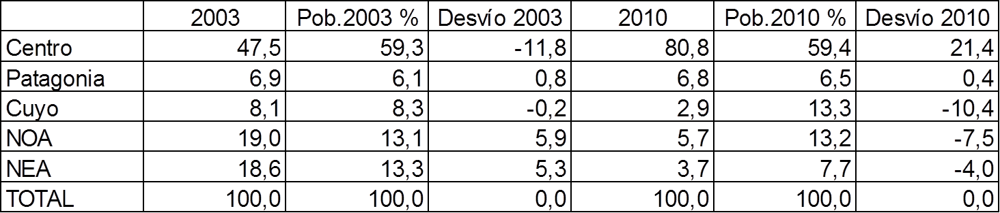 2003 Pob.2003 % Desvío 2003 2010 Pob.2010 % Desvío 2010
Centro 47,5 59,3 -11,8 80,8 59,4 21,4
Patagonia 6,9 6,1 0,8 6,8 6,5 0,4
Cuyo 8,1 8,3 -0,2 2,9 13,3 -10,4
NOA 19,0 13,1 5,9 5,7 13,2 -7,5
NEA 18,6 13,3 5,3 3,7 7,7 -4,0
TOTAL 100,0 100,0 0,0 100,0 100,0 0,0